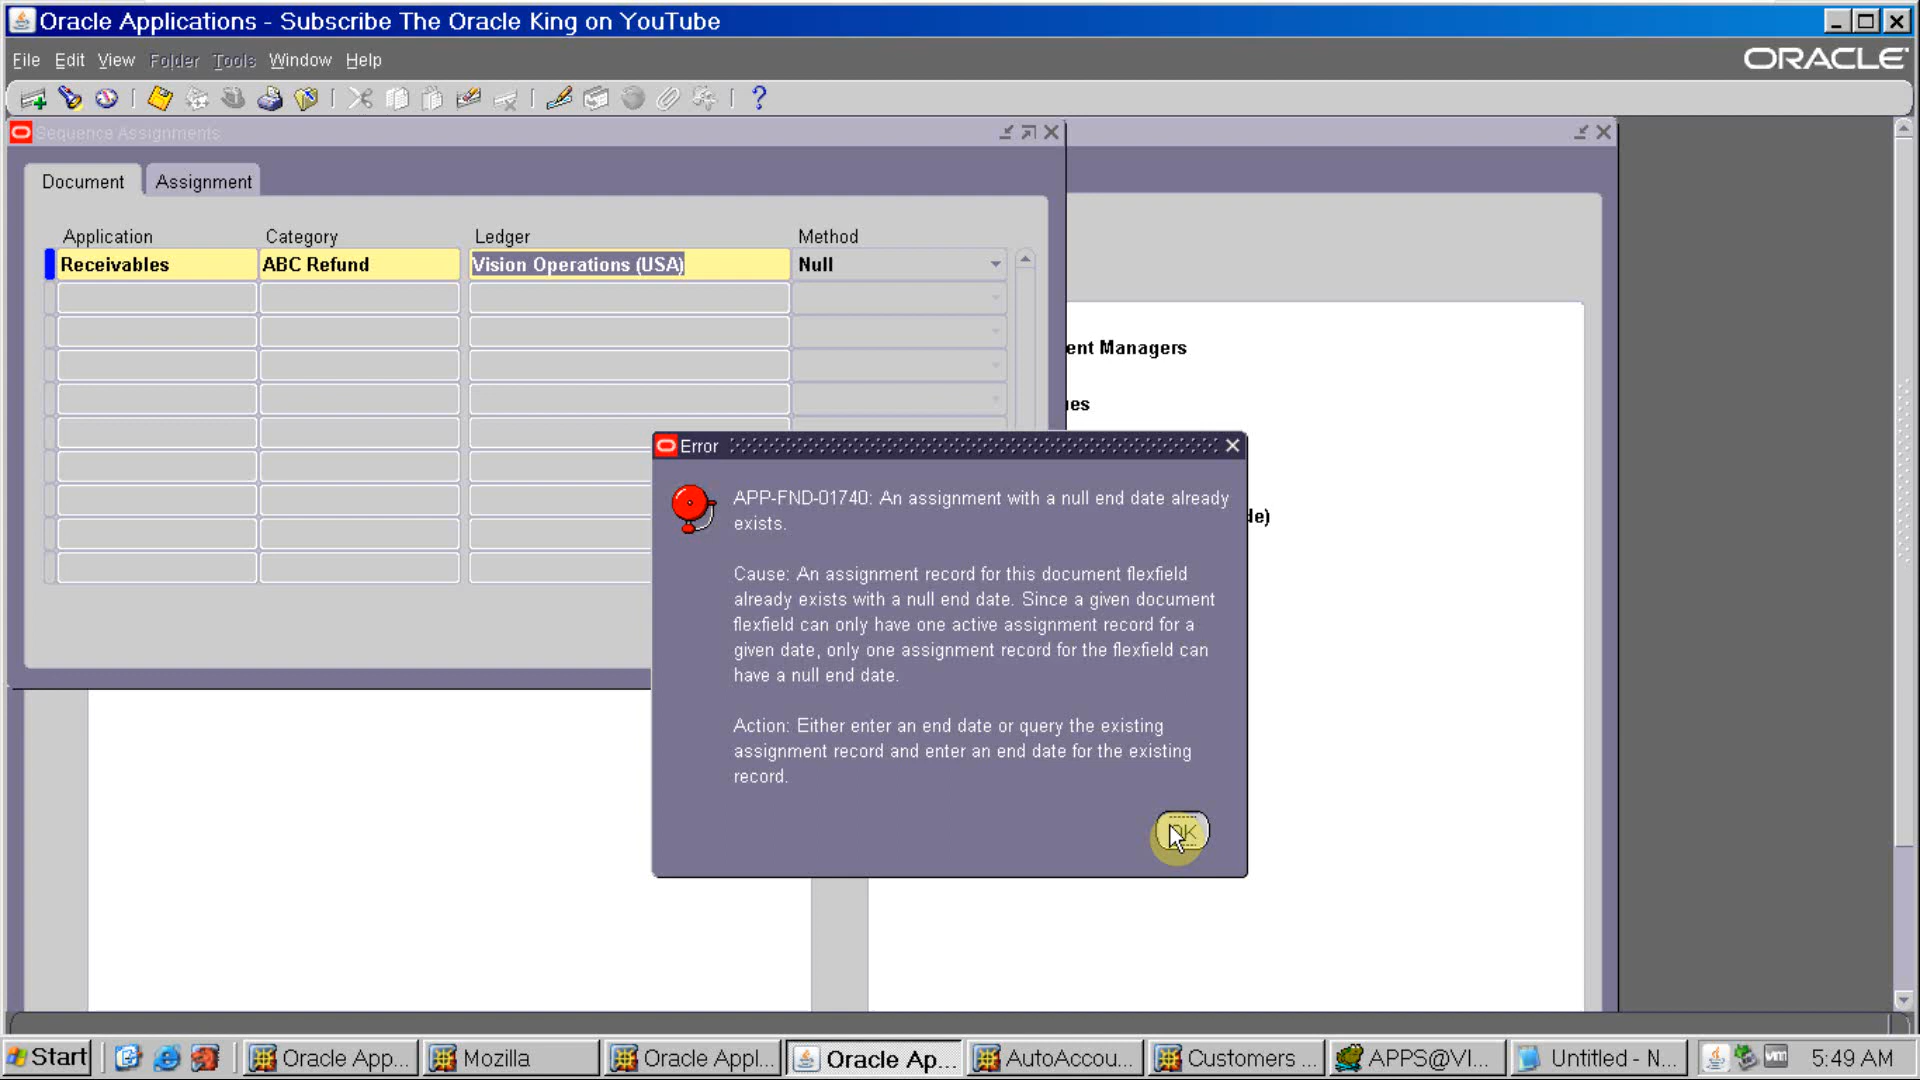 Oracle Applications - Subscribe The Oracle King on YouTube
File Edit View Folder Tools Window Help
ORACLE
Sequence Assignments
Document Assignment
Application Category Ledger Method
Receivables ABC Refund Vision Operations (USA) Null
ent Managers
Error
APP-FND-01740: An assignment with a null end date already
exists.
Cause: An assignment record for this document flexfield
already exists with a null end date. Since a given document
flexfield can only have one active assignment record for a
given date, only one assignment record for the flexfield can
have a null end date.
Action: Either enter an end date or query the existing
assignment record and enter an end date for the existing
record.
OK
Start Oracle App... Mozilla Oracle Appl... Oracle Ap... AutoAccou... Customers ... APPS@VI... Untitled - N... vm 5:49 AM